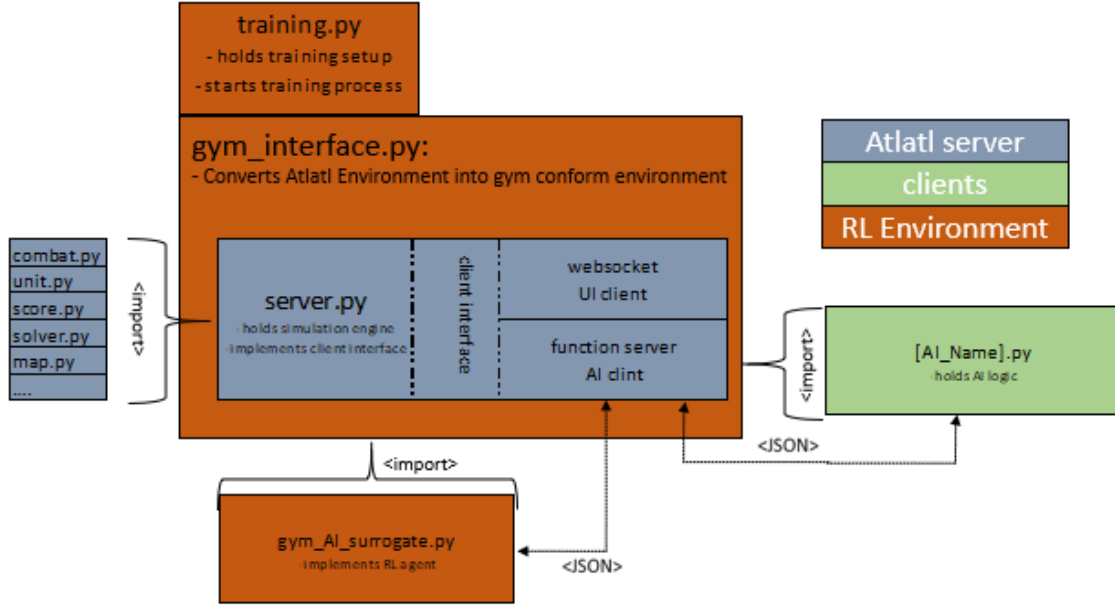 training.py
- holds training setup
- starts training process
gym_interface.py:
- Converts Atlatl Environment into gym conform environment
Atlatl server
clients
RL Environment
combat.py
unit.py
score.py
solver.py
map.py
....
<import>
server.py
- holds simulation engine
- implements client interface
client interface
websocket
UI client
function server
AI clint
<import>
[AI_Name].py
- holds AI logic
<JSON>
<import>
gym_AI_surrogate.py
- implements RL agent
<JSON>